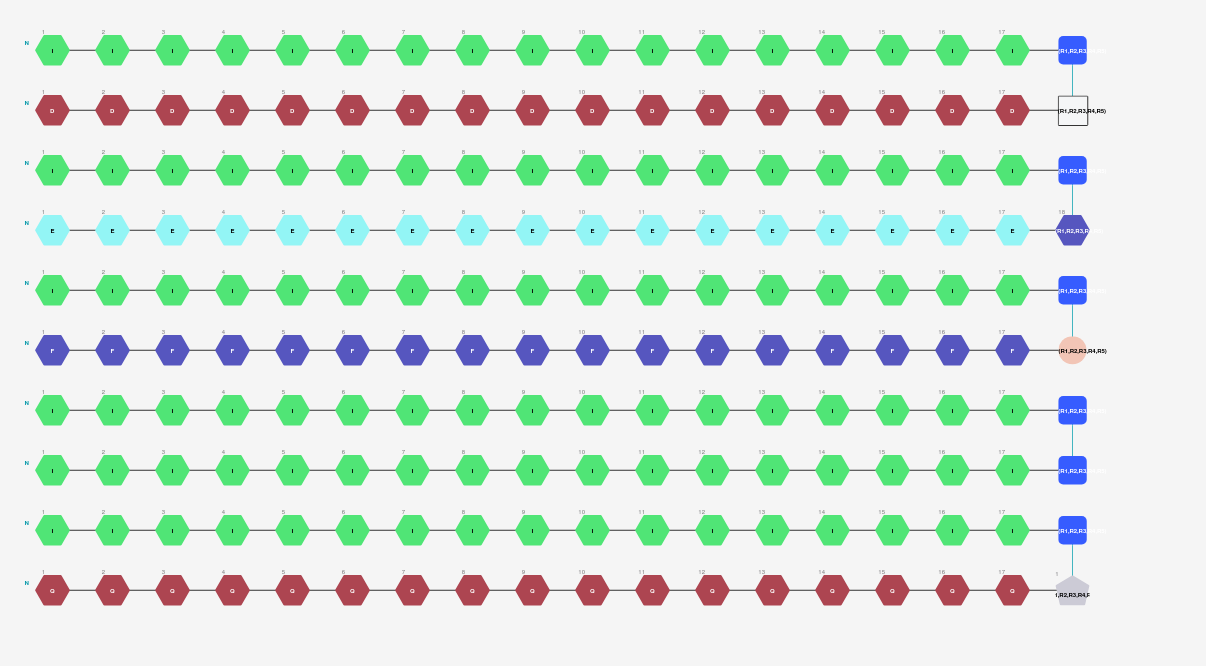 1 2 3 4 5 6 7 8 9 10 11 12 13 14 15 16 17
N I I I I I I I I I I I I I I I I I (R1,R2,R3
1 2 3 4 5 6 7 8 9 10 11 12 13 14 15 16 17
N D D D D D D D D D D D D D D D D D (R1,R2,R3,R4,R5)
1 2 3 4 5 6 7 8 9 10 11 12 13 14 15 16 17
N I I I I I I I I I I I I I I I I I (R1,R2,R3
1 2 3 4 5 6 7 8 9 10 11 12 13 14 15 16 17 18
N E E E E E E E E E E E E E E E E E R1,R2,R3,R
1 2 3 4 5 6 7 8 9 10 11 12 13 14 15 16 17
N I I I I I I I I I I I I I I I I I (R1,R2,R3
1 2 3 4 5 6 7 8 9 10 11 12 13 14 15 16 17
N F F F F F F F F F F F F F F F F F (R1,R2,R3,R4,R5)
1 2 3 4 5 6 7 8 9 10 11 12 13 14 15 16 17
N I I I I I I I I I I I I I I I I I (R1,R2,R3
1 2 3 4 5 6 7 8 9 10 11 12 13 14 15 16 17
N I I I I I I I I I I I I I I I I I (R1,R2,R3
1 2 3 4 5 6 7 8 9 10 11 12 13 14 15 16 17
N I I I I I I I I I I I I I I I I I (R1,R2,R3
1 2 3 4 5 6 7 8 9 10 11 12 13 14 15 16 17 1
N Q Q Q Q Q Q Q Q Q Q Q Q Q Q Q Q Q 1,R2,R3,R4,R